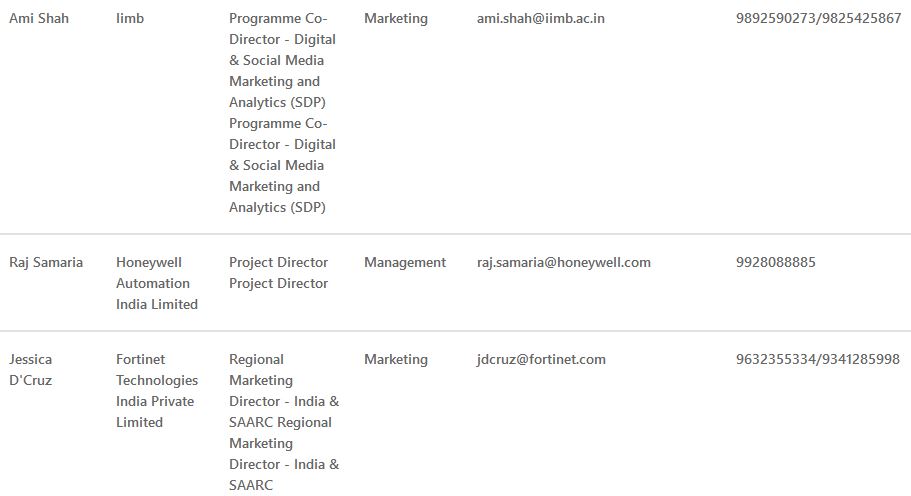 Ami Shah
Iimb
Programme Co-
Director - Digital
& Social Media
Marketing and
Analytics (SDP)
Programme Co-
Director - Digital
& Social Media
Marketing and
Analytics (SDP)
Marketing
ami.shah@iimb.ac.in
9892590273/9825425867
Raj Samaria
Honeywell
Automation
India Limited
Project Director
Project Director
Management
raj.samaria@honeywell.com
9928088885
Jessica
D'Cruz
Fortinet
Technologies
India Private
Limited
Regional
Marketing
Director - India &
SAARC Regional
Marketing
Director - India &
SAARC
Marketing
jdcruz@fortinet.com
9632355334/9341285998